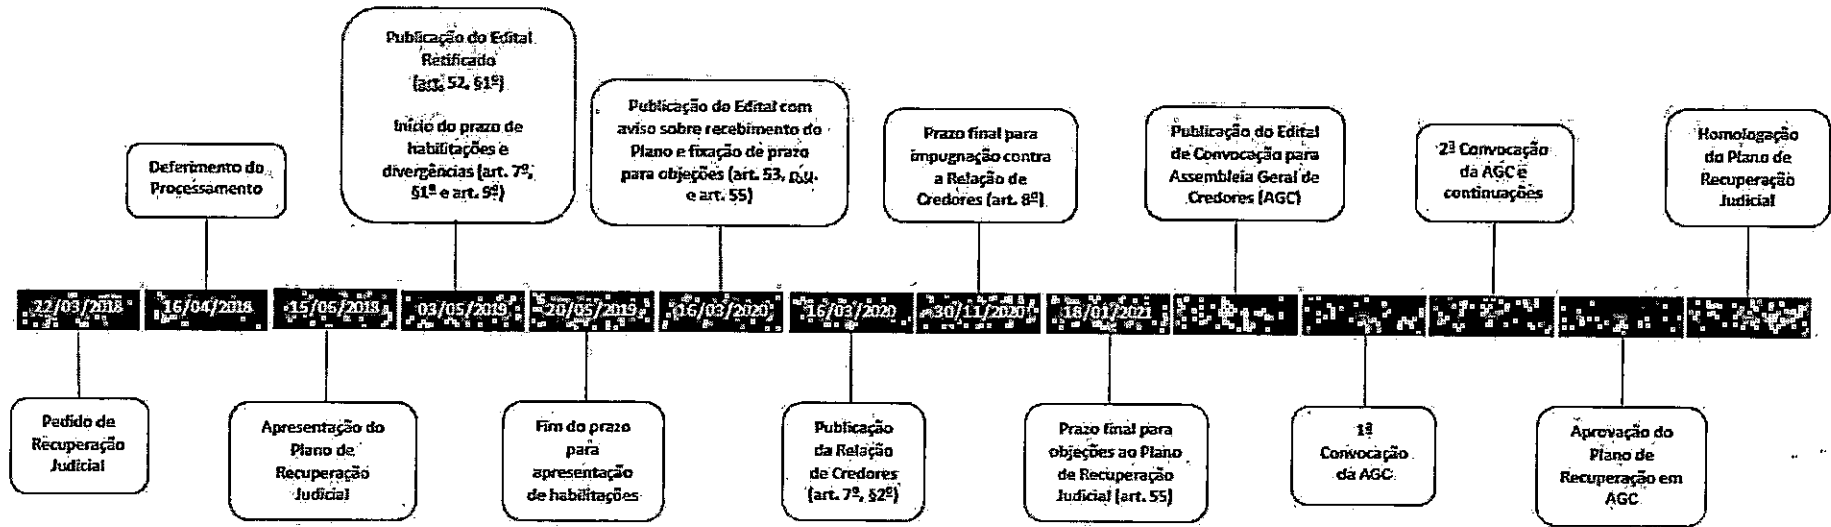 Publicação do Edital
Retificado
(art. 52, §1º)
Início do prazo de
habilitações e
divergências (art. 7º,
§1º e art. 9º)
Publicação do Edital com
aviso sobre recebimento do
Plano e fixação de prazo
para objeções (art. 53, p.u.
e art. 55)
Deferimento do
Processamento
Prazo final para
impugnação contra
a Relação de
Credores (art. 8º)
Publicação do Edital
de Convocação para
Assembleia Geral de
Credores (AGC)
2ª Convocação
da AGC e
continuações
Homologação
do Plano de
Recuperação
Judicial
22/03/2018 16/04/2018 15/06/2018 03/05/2019 20/05/2019 16/03/2020 16/03/2020 30/11/2020 18/01/2021
Pedido de
Recuperação
Judicial
Apresentação do
Plano de
Recuperação
Judicial
Fim do prazo
para
apresentação
de habilitações
Publicação
da Relação
de Credores
(art. 7º, §2º)
Prazo final para
objeções ao Plano
de Recuperação
Judicial (art. 55)
1ª
Convocação
da AGC
Aprovação do
Plano de
Recuperação em
AGC